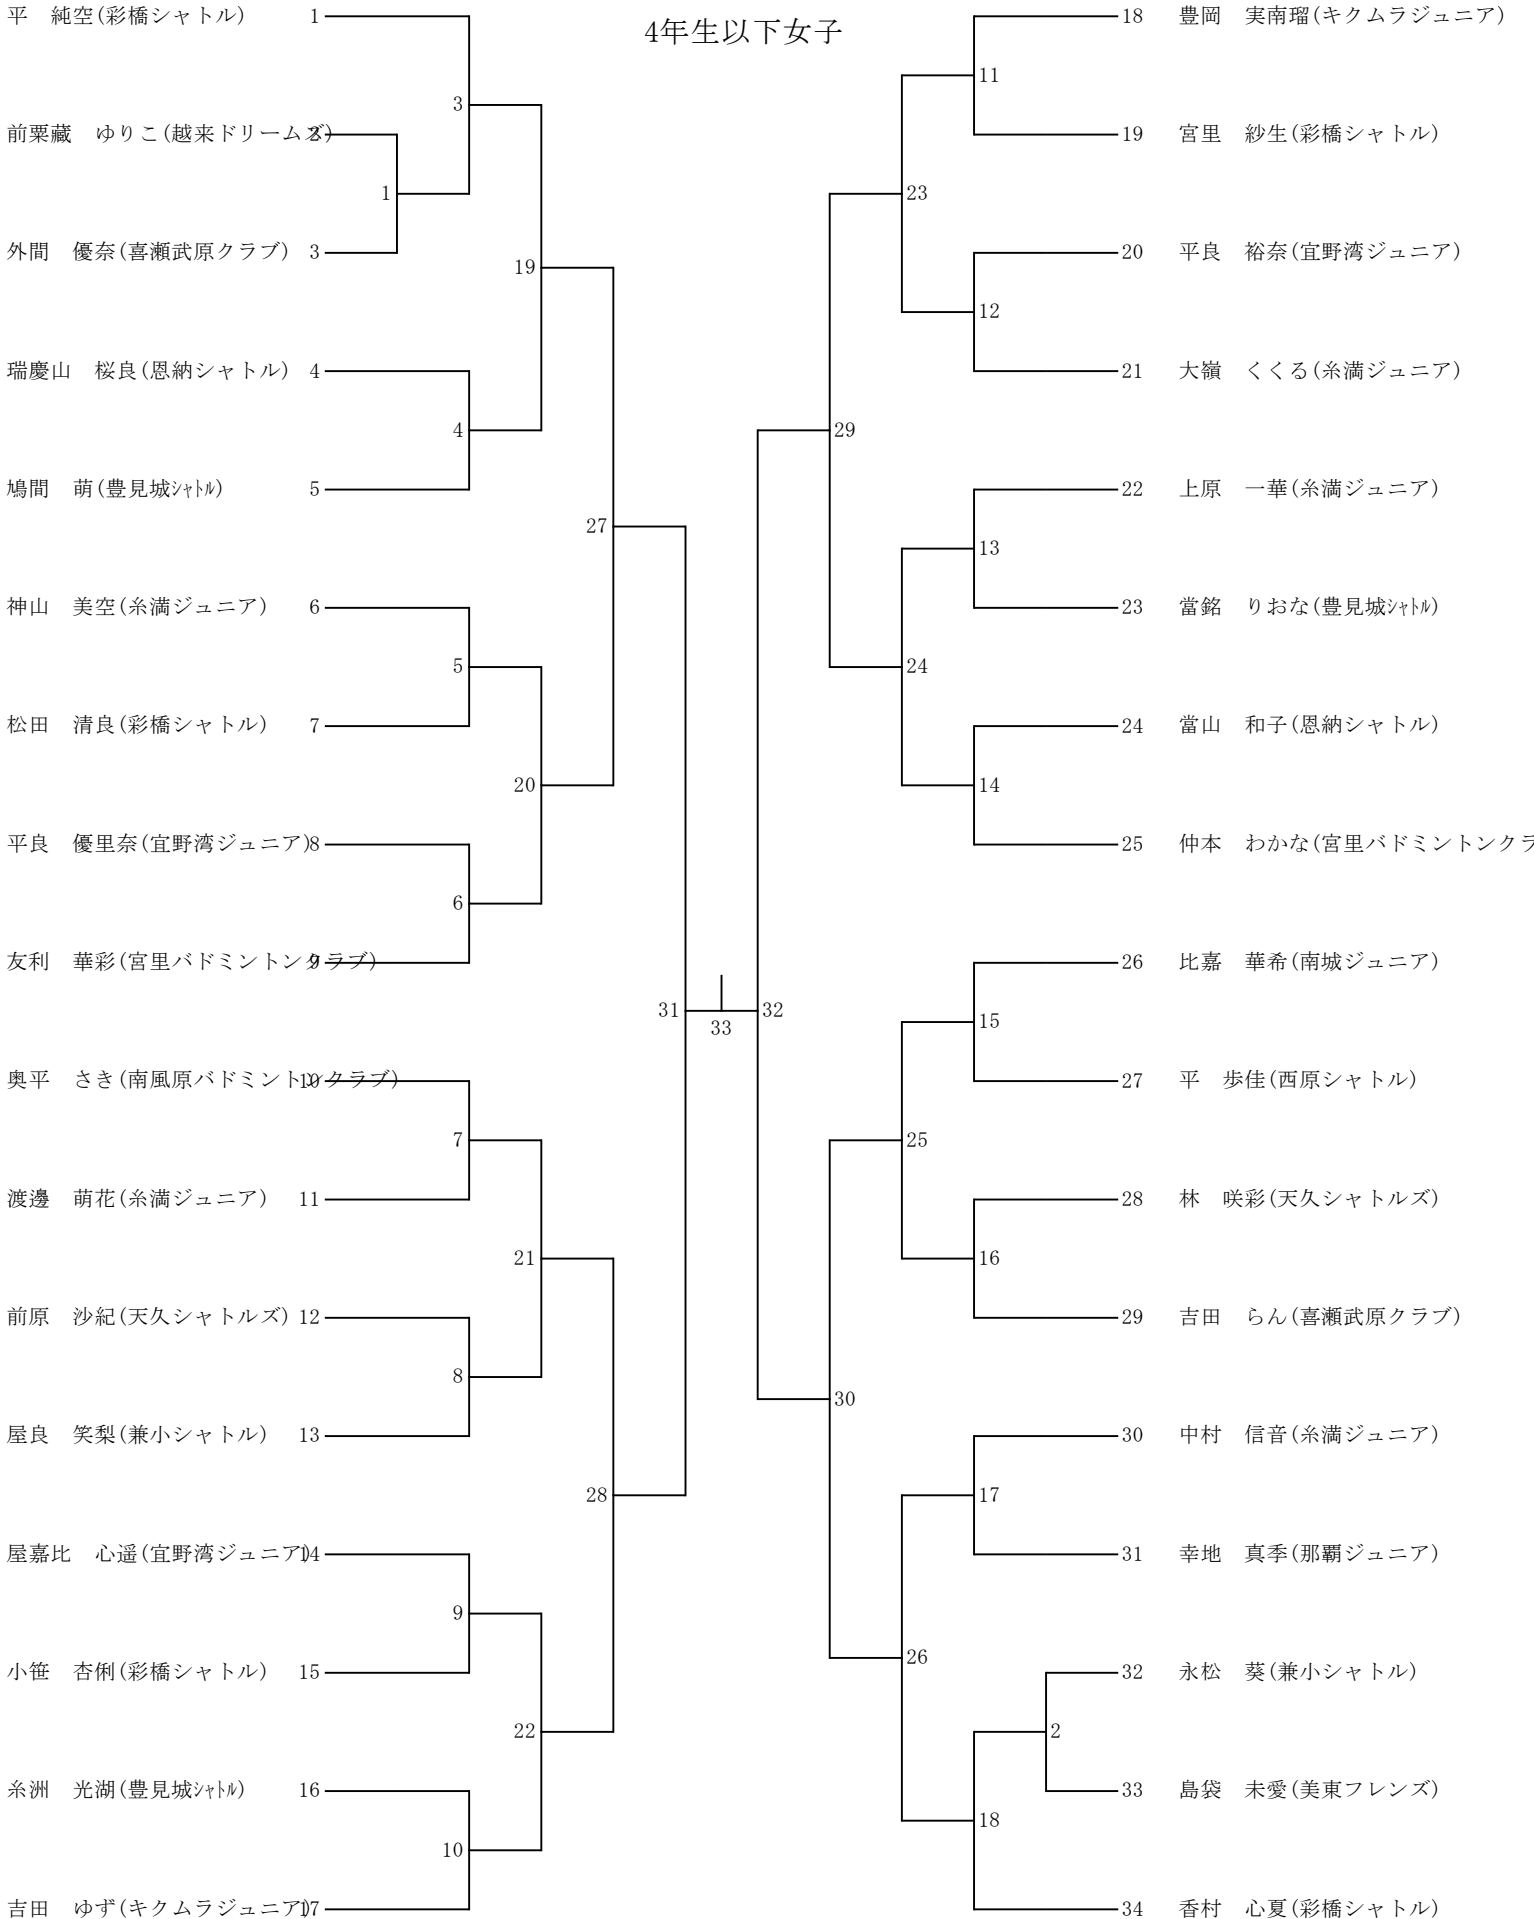 4年生以下女子
平　純空(彩橋シャトル) 1
前粟藏　ゆりこ(越来ドリームズ) 2
外間　優奈(喜瀬武原クラブ) 3
瑞慶山　桜良(恩納シャトル) 4
鳩間　萌(豊見城ｼｬﾄﾙ) 5
神山　美空(糸満ジュニア) 6
松田　清良(彩橋シャトル) 7
平良　優里奈(宜野湾ジュニア) 8
友利　華彩(宮里バドミントンクラブ) 9
奥平　さき(南風原バドミントンクラブ) 10
渡邊　萌花(糸満ジュニア) 11
前原　沙紀(天久シャトルズ) 12
屋良　笑梨(兼小シャトル) 13
屋嘉比　心遥(宜野湾ジュニア) 14
小笹　杏俐(彩橋シャトル) 15
糸洲　光湖(豊見城ｼｬﾄﾙ) 16
吉田　ゆず(キクムラジュニア) 17
1
3
4
5
6
7
8
9
10
19
20
21
22
27
28
31
33
32
29
30
23
24
25
26
11
12
13
14
15
16
17
18
2
18 豊岡　実南瑠(キクムラジュニア)
19 宮里　紗生(彩橋シャトル)
20 平良　裕奈(宜野湾ジュニア)
21 大嶺　くくる(糸満ジュニア)
22 上原　一華(糸満ジュニア)
23 當銘　りおな(豊見城ｼｬﾄﾙ)
24 當山　和子(恩納シャトル)
25 仲本　わかな(宮里バドミントンクラ
26 比嘉　華希(南城ジュニア)
27 平　歩佳(西原シャトル)
28 林　咲彩(天久シャトルズ)
29 吉田　らん(喜瀬武原クラブ)
30 中村　信音(糸満ジュニア)
31 幸地　真季(那覇ジュニア)
32 永松　葵(兼小シャトル)
33 島袋　未愛(美東フレンズ)
34 香村　心夏(彩橋シャトル)